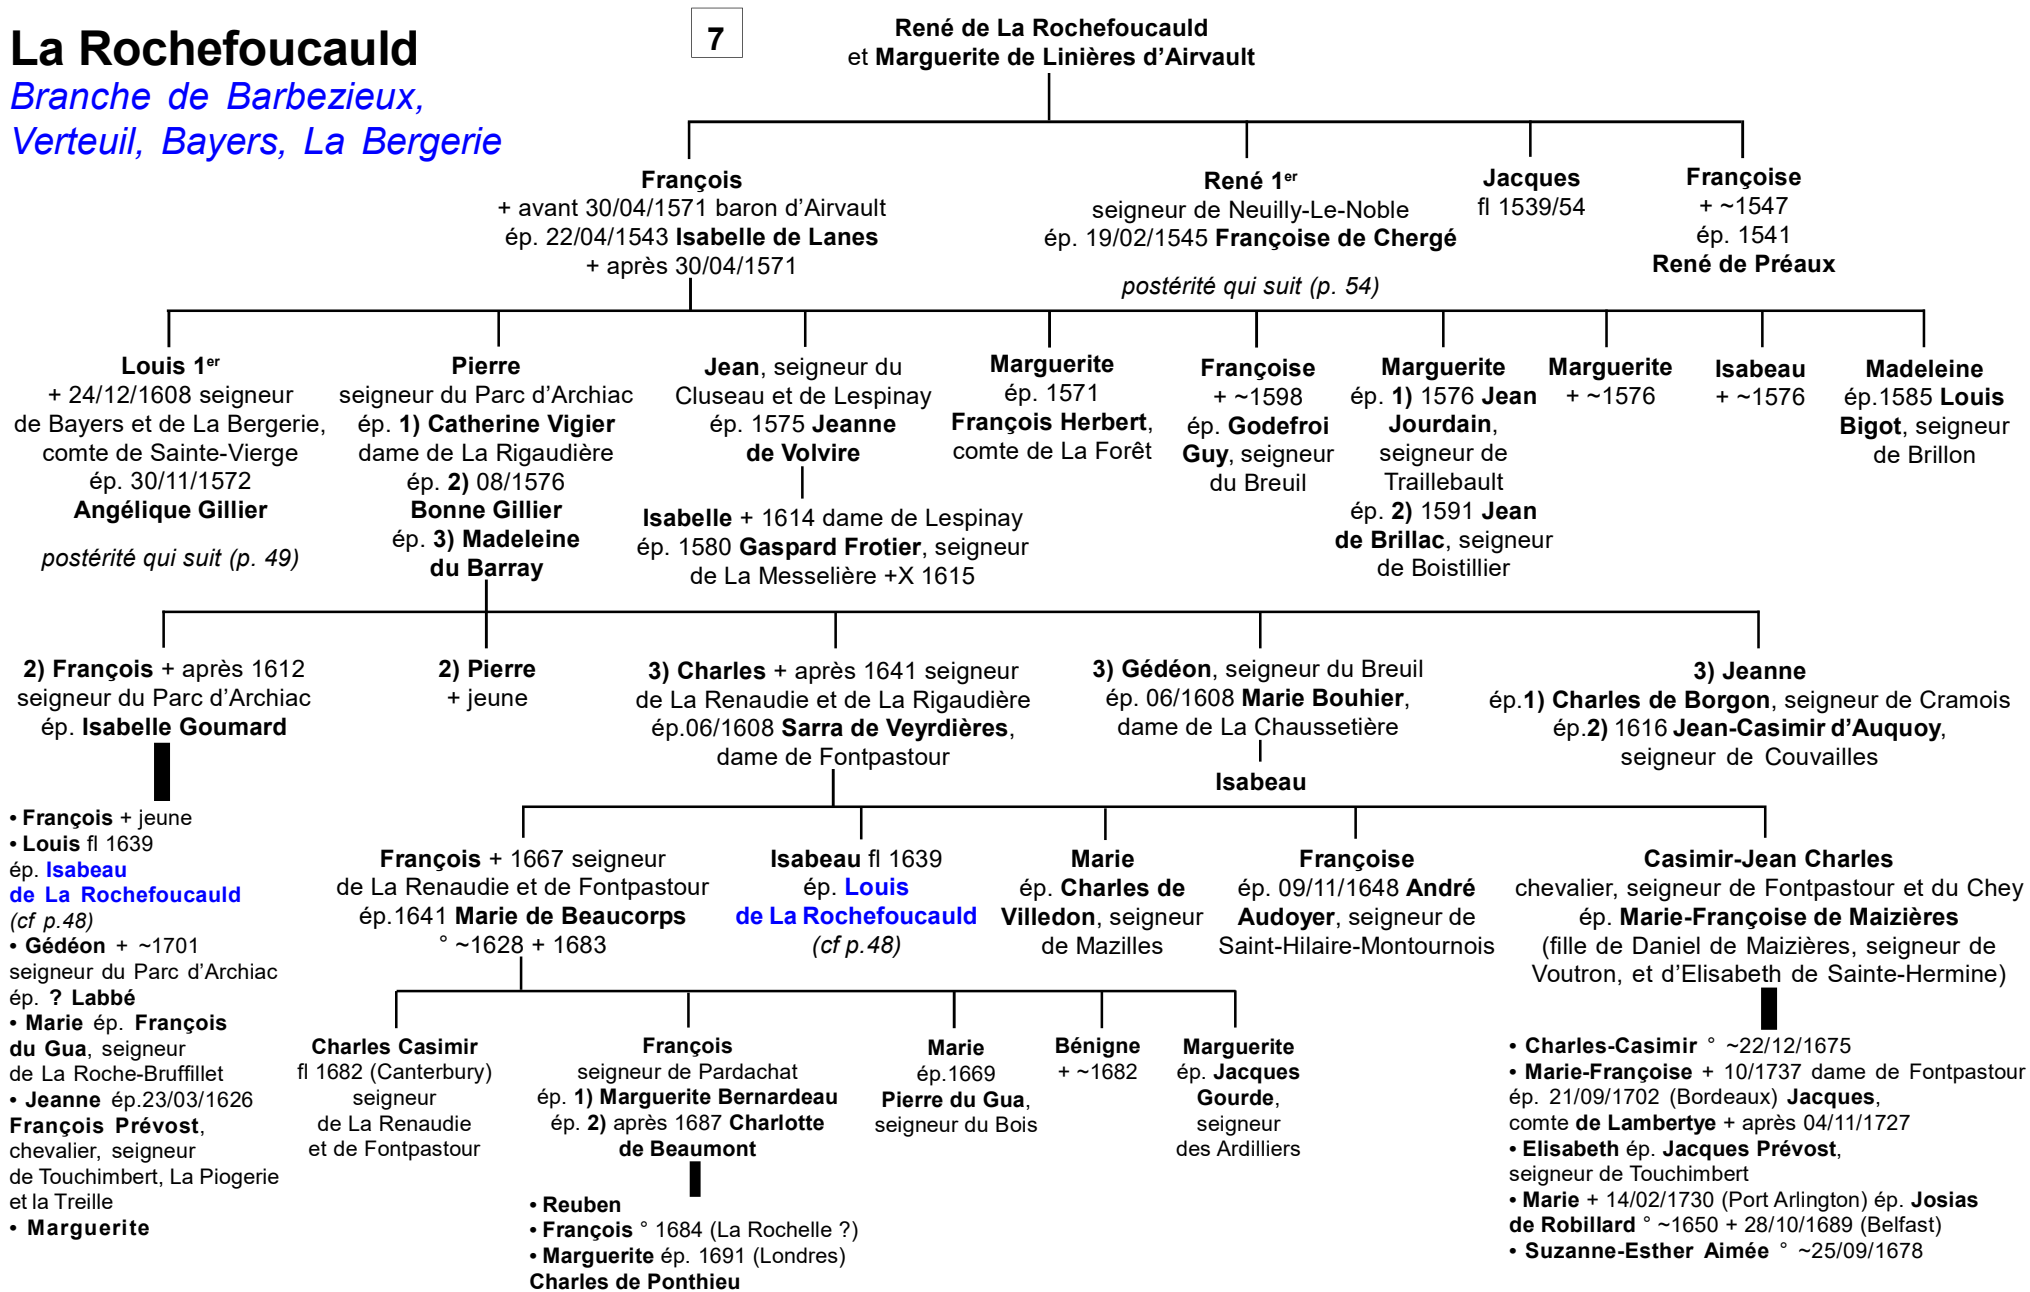 La Rochefoucauld
Branche de Barbezieux,
Verteuil, Bayers, La Bergerie
7
René de La Rochefoucauld
et Marguerite de Linières d’Airvault
François
+ avant 30/04/1571 baron d’Airvault
ép. 22/04/1543 Isabelle de Lanes
+ après 30/04/1571
René 1er
seigneur de Neuilly-Le-Noble
ép. 19/02/1545 Françoise de Chergé
postérité qui suit (p. 54)
Jacques
fl 1539/54
Françoise
+ ~1547
ép. 1541
René de Préaux
Louis 1er
+ 24/12/1608 seigneur
de Bayers et de La Bergerie,
comte de Sainte-Vierge
ép. 30/11/1572
Angélique Gillier
postérité qui suit (p. 49)
Pierre
seigneur du Parc d’Archiac
ép. 1) Catherine Vigier
dame de La Rigaudière
ép. 2) 08/1576
Bonne Gillier
ép. 3) Madeleine
du Barray
Jean, seigneur du
Cluseau et de Lespinay
ép. 1575 Jeanne
de Volvire
Isabelle + 1614 dame de Lespinay
ép. 1580 Gaspard Frotier, seigneur
de La Messelière +X 1615
Marguerite
ép. 1571
François Herbert,
comte de La Forêt
Françoise
+ ~1598
ép. Godefroi
Guy, seigneur
du Breuil
Marguerite
ép. 1) 1576 Jean
Jourdain,
seigneur de
Traillebault
ép. 2) 1591 Jean
de Brillac, seigneur
de Boistillier
Marguerite
+ ~1576
Isabeau
+ ~1576
Madeleine
ép.1585 Louis
Bigot, seigneur
de Brillon
2) François + après 1612
seigneur du Parc d’Archiac
ép. Isabelle Goumard
2) Pierre
+ jeune
3) Charles + après 1641 seigneur
de La Renaudie et de La Rigaudière
ép.06/1608 Sarra de Veyrdières,
dame de Fontpastour
3) Gédéon, seigneur du Breuil
ép. 06/1608 Marie Bouhier,
dame de La Chaussetière
Isabeau
3) Jeanne
ép.1) Charles de Borgon, seigneur de Cramois
ép.2) 1616 Jean-Casimir d’Auquoy,
seigneur de Couvailles
• François + jeune
• Louis fl 1639
ép. Isabeau
de La Rochefoucauld
(cf p.48)
• Gédéon + ~1701
seigneur du Parc d’Archiac
ép. ? Labbé
• Marie ép. François
du Gua, seigneur
de La Roche-Bruffillet
• Jeanne ép.23/03/1626
François Prévost,
chevalier, seigneur
de Touchimbert, La Piogerie
et la Treille
• Marguerite
François + 1667 seigneur
de La Renaudie et de Fontpastour
ép.1641 Marie de Beaucorps
° ~1628 + 1683
Isabeau fl 1639
ép. Louis
de La Rochefoucauld
(cf p.48)
Marie
ép. Charles de
Villedon, seigneur
de Mazilles
Françoise
ép. 09/11/1648 André
Audoyer, seigneur de
Saint-Hilaire-Montournois
Casimir-Jean Charles
chevalier, seigneur de Fontpastour et du Chey
ép. Marie-Françoise de Maizières
(fille de Daniel de Maizières, seigneur de
Voutron, et d’Elisabeth de Sainte-Hermine)
Charles Casimir
fl 1682 (Canterbury)
seigneur
de La Renaudie
et de Fontpastour
François
seigneur de Pardachat
ép. 1) Marguerite Bernardeau
ép. 2) après 1687 Charlotte
de Beaumont
Marie
ép.1669
Pierre du Gua,
seigneur du Bois
Bénigne
+ ~1682
Marguerite
ép. Jacques
Gourde,
seigneur
des Ardilliers
• Reuben
• François ° 1684 (La Rochelle ?)
• Marguerite ép. 1691 (Londres)
Charles de Ponthieu
• Charles-Casimir ° ~22/12/1675
• Marie-Françoise + 10/1737 dame de Fontpastour
ép. 21/09/1702 (Bordeaux) Jacques,
comte de Lambertye + après 04/11/1727
• Elisabeth ép. Jacques Prévost,
seigneur de Touchimbert
• Marie + 14/02/1730 (Port Arlington) ép. Josias
de Robillard ° ~1650 + 28/10/1689 (Belfast)
• Suzanne-Esther Aimée ° ~25/09/1678